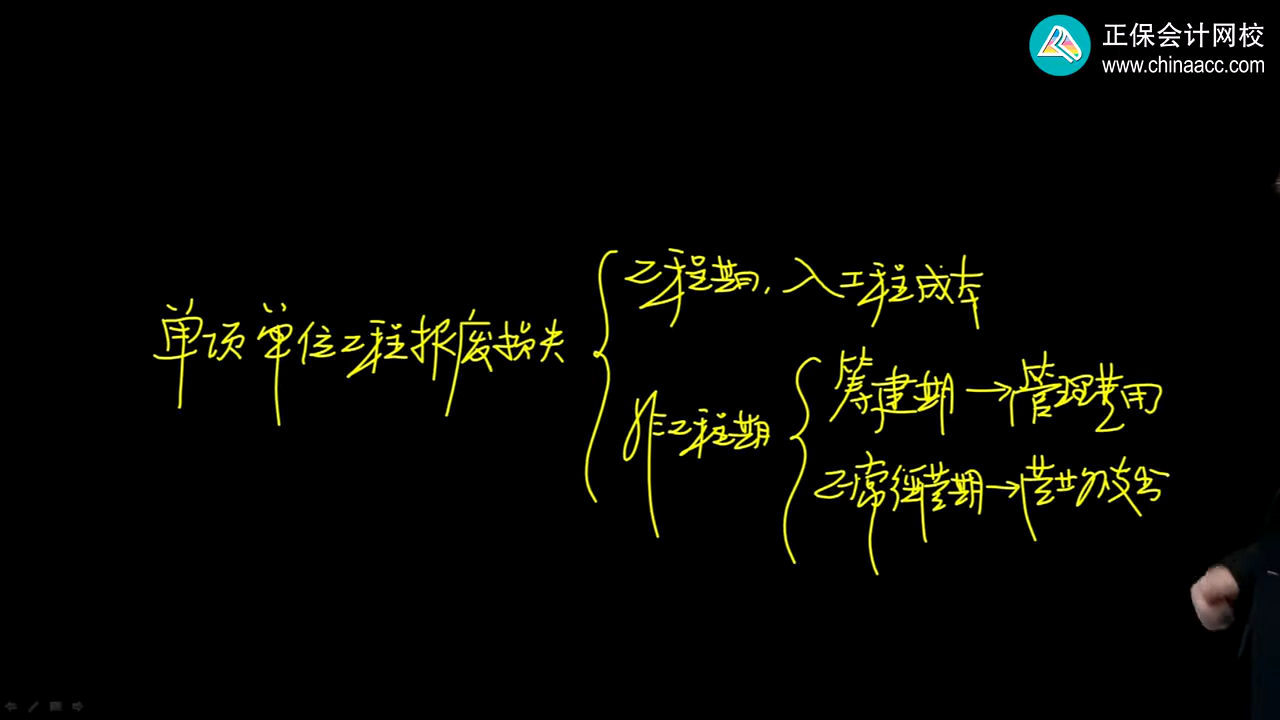 正保会计网校
www.chinaacc.com
工程期，入工程成本
单项单位工程报废损失
筹建期→管理费用
非工程期
正常经营期→营业外支出